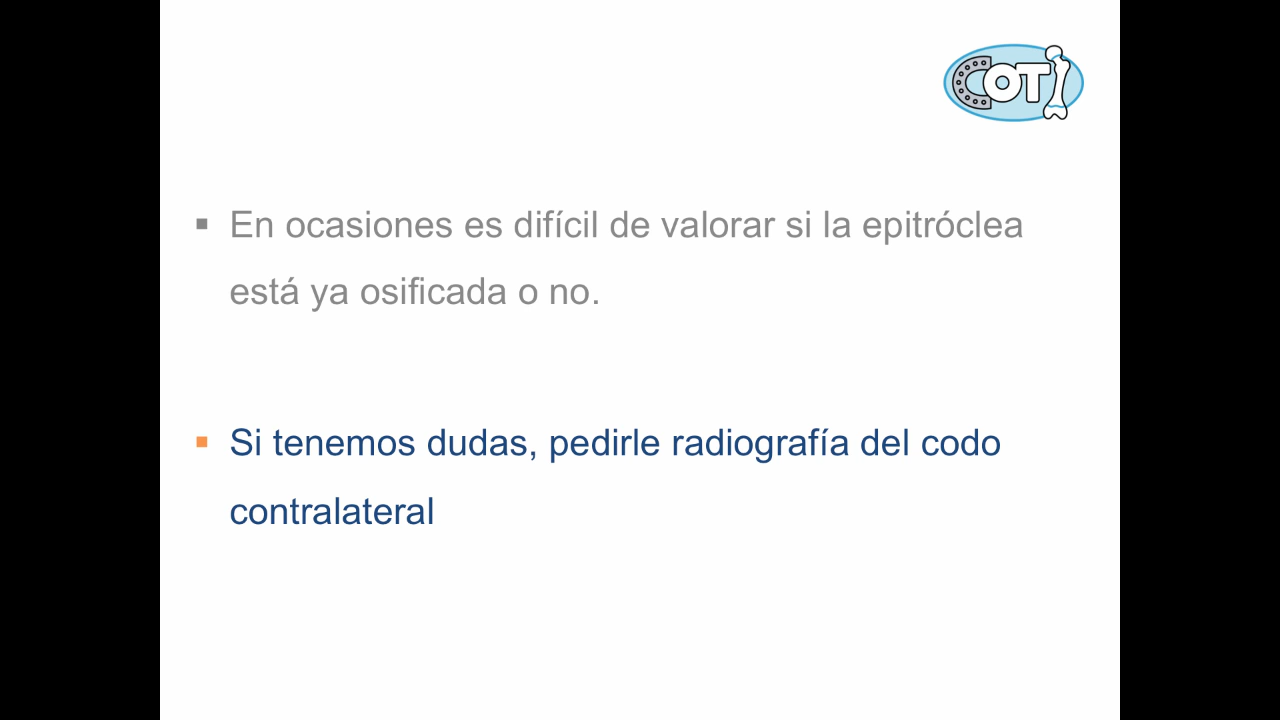 COTI
En ocasiones es difícil de valorar si la epitróclea
está ya osificada o no.
Si tenemos dudas, pedirle radiografía del codo
contralateral